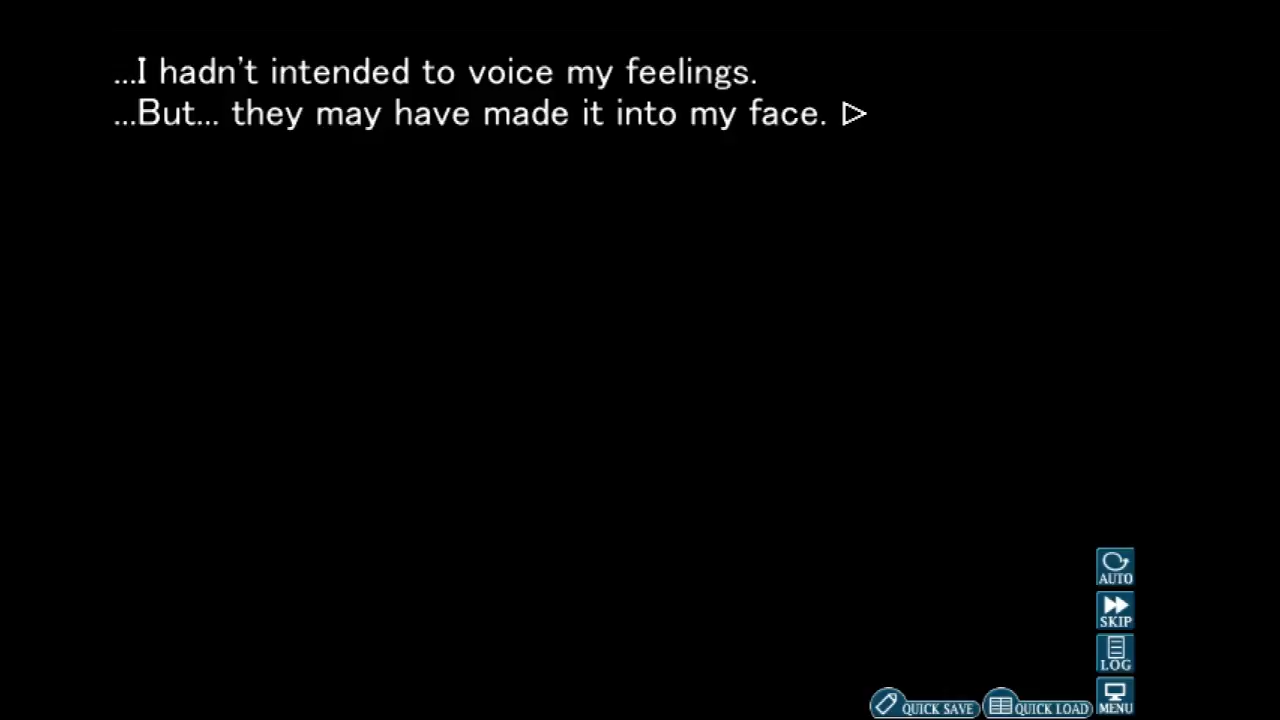 ...I hadn't intended to voice my feelings.
...But... they may have made it into my face.
AUTO
SKIP
LOG
MENU
QUICK SAVE
QUICK LOAD